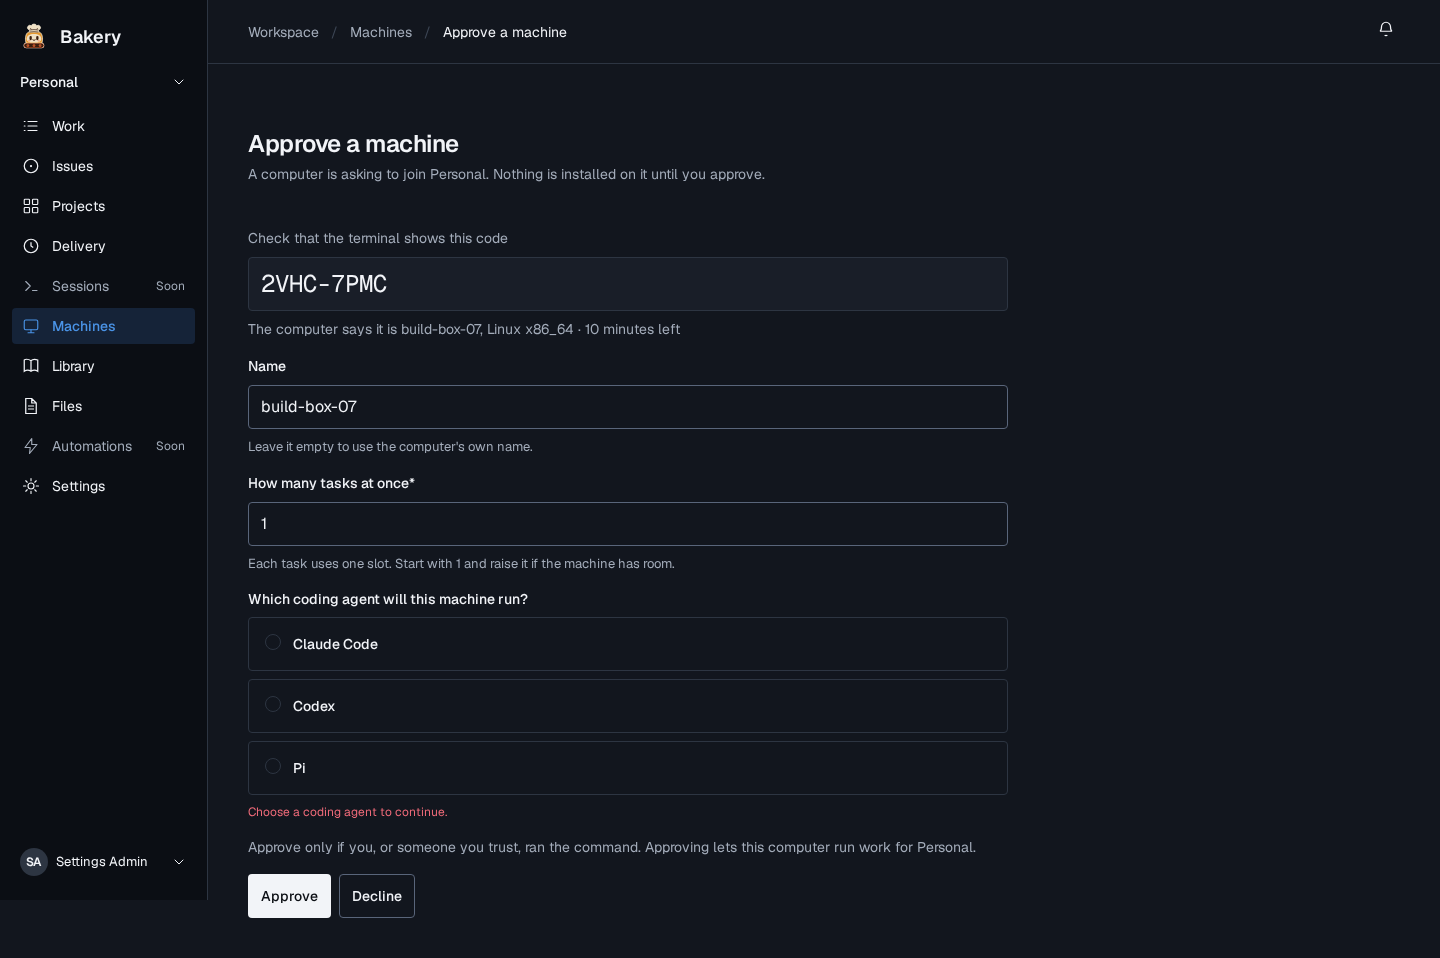 Bakery
Personal
Work
Issues
Projects
Delivery
Sessions Soon
Machines
Library
Files
Automations Soon
Settings
SA Settings Admin
Workspace / Machines / Approve a machine
Approve a machine
A computer is asking to join Personal. Nothing is installed on it until you approve.
Check that the terminal shows this code
2VHC-7PMC
The computer says it is build-box-07, Linux x86_64 · 10 minutes left
Name
build-box-07
Leave it empty to use the computer's own name.
How many tasks at once*
1
Each task uses one slot. Start with 1 and raise it if the machine has room.
Which coding agent will this machine run?
Claude Code
Codex
Pi
Choose a coding agent to continue.
Approve only if you, or someone you trust, ran the command. Approving lets this computer run work for Personal.
Approve Decline